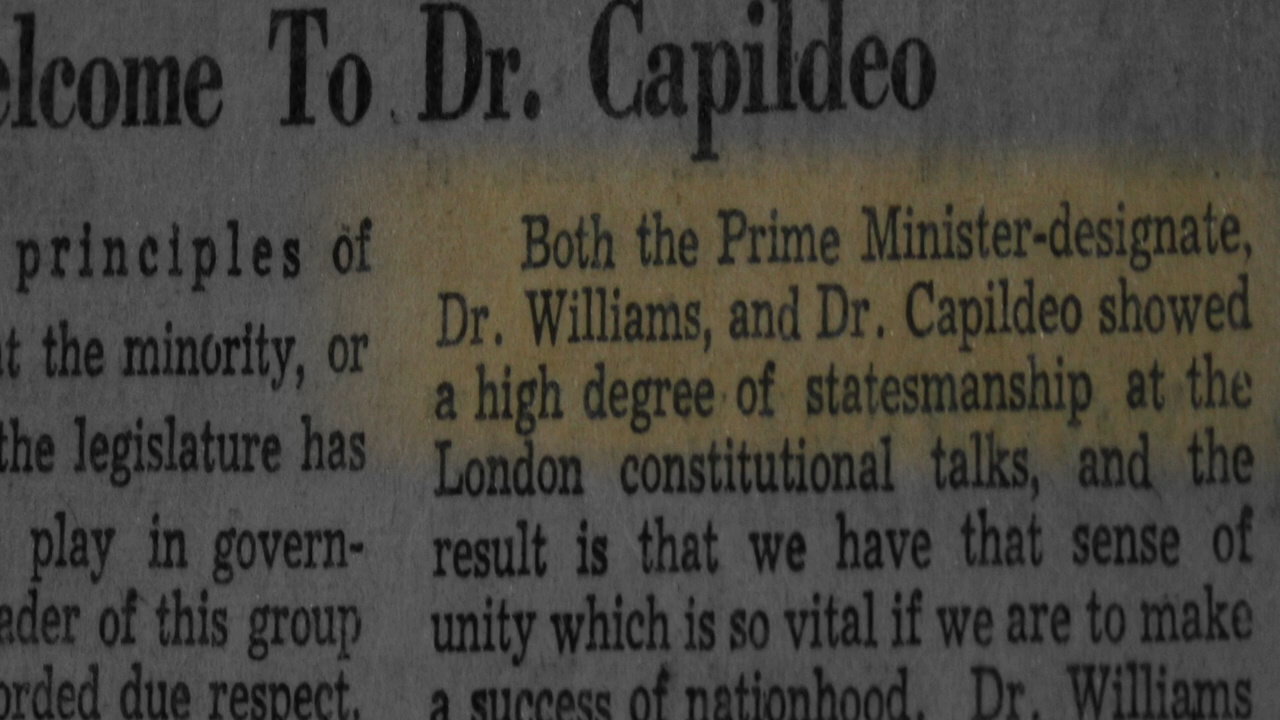 elcome To Dr. Capildeo
principles of
t the minority, or
the legislature has
play in govern-
ader of this group
orded due respect.
Both the Prime Minister-designate,
Dr. Williams, and Dr. Capildeo showed
a high degree of statesmanship at the
London constitutional talks, and the
result is that we have that sense of
unity which is so vital if we are to make
a success of nationhood. Dr. Williams